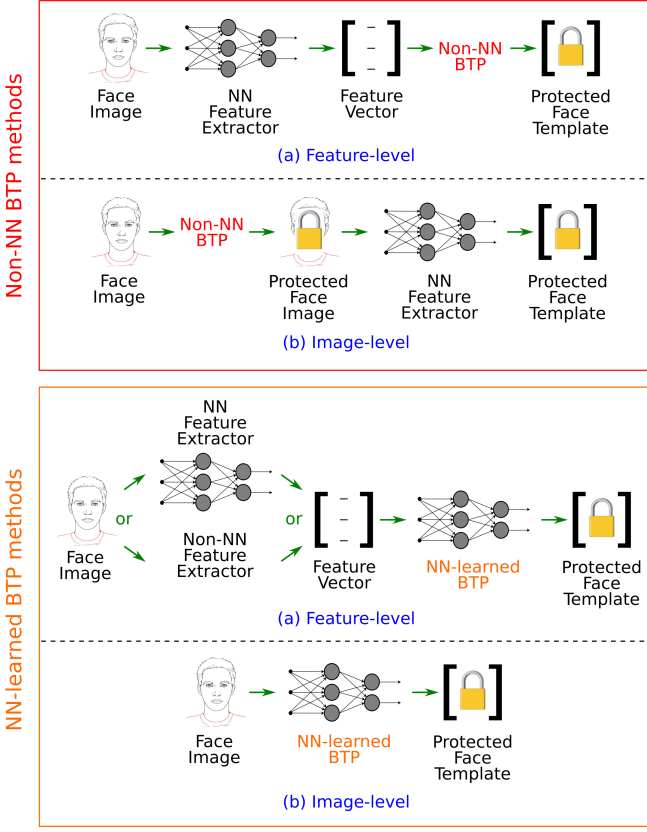 Non-NN BTP methods
Face
Image
NN
Feature
Extractor
Feature
Vector
Non-NN
BTP
Protected
Face
Template
(a) Feature-level
Face
Image
Non-NN
BTP
Protected
Face
Image
NN
Feature
Extractor
Protected
Face
Template
(b) Image-level
NN-learned BTP methods
Face
Image
or
NN
Feature
Extractor
Non-NN
Feature
Extractor
or
Feature
Vector
NN-learned
BTP
Protected
Face
Template
(a) Feature-level
Face
Image
NN-learned
BTP
Protected
Face
Template
(b) Image-level